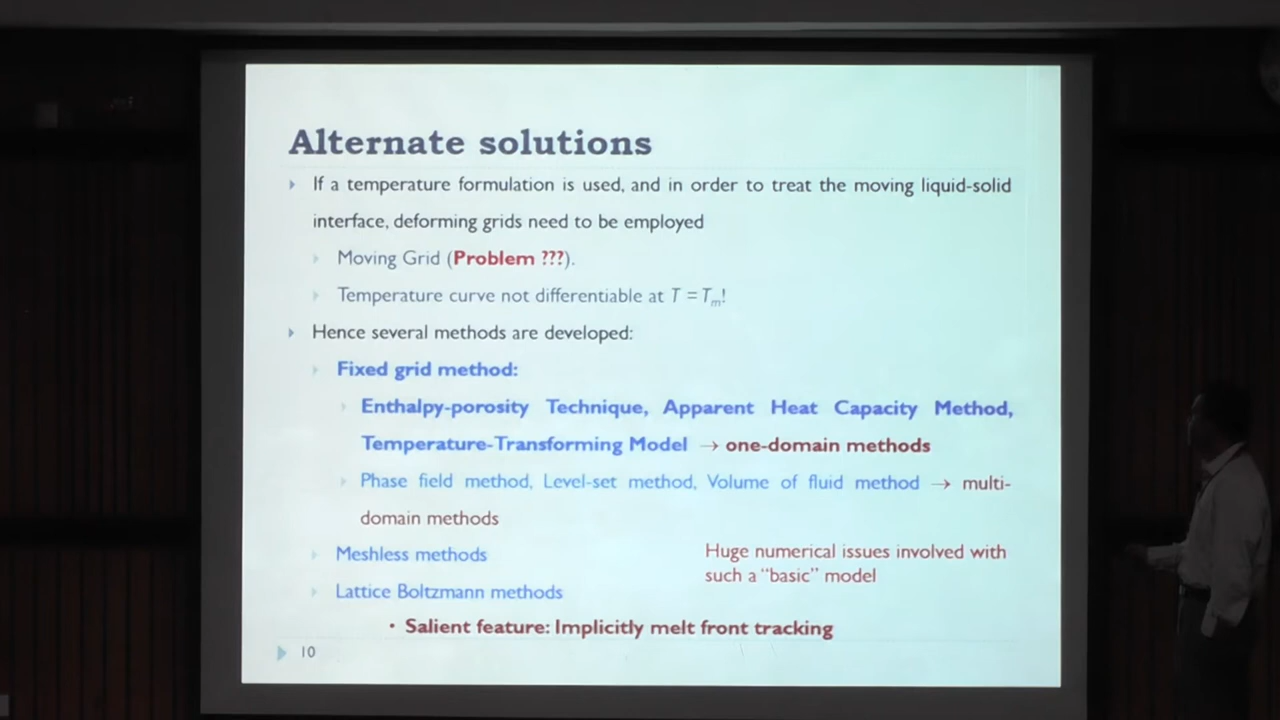 Alternate solutions
If a temperature formulation is used, and in order to treat the moving liquid-solid
interface, deforming grids need to be employed
Moving Grid (Problem ???).
Temperature curve not differentiable at T = Tm!
Hence several methods are developed:
Fixed grid method:
Enthalpy-porosity Technique, Apparent Heat Capacity Method,
Temperature-Transforming Model → one-domain methods
Phase field method, Level-set method, Volume of fluid method → multi-
domain methods
Meshless methods
Huge numerical issues involved with
such a “basic” model
Lattice Boltzmann methods
• Salient feature: Implicitly melt front tracking
10